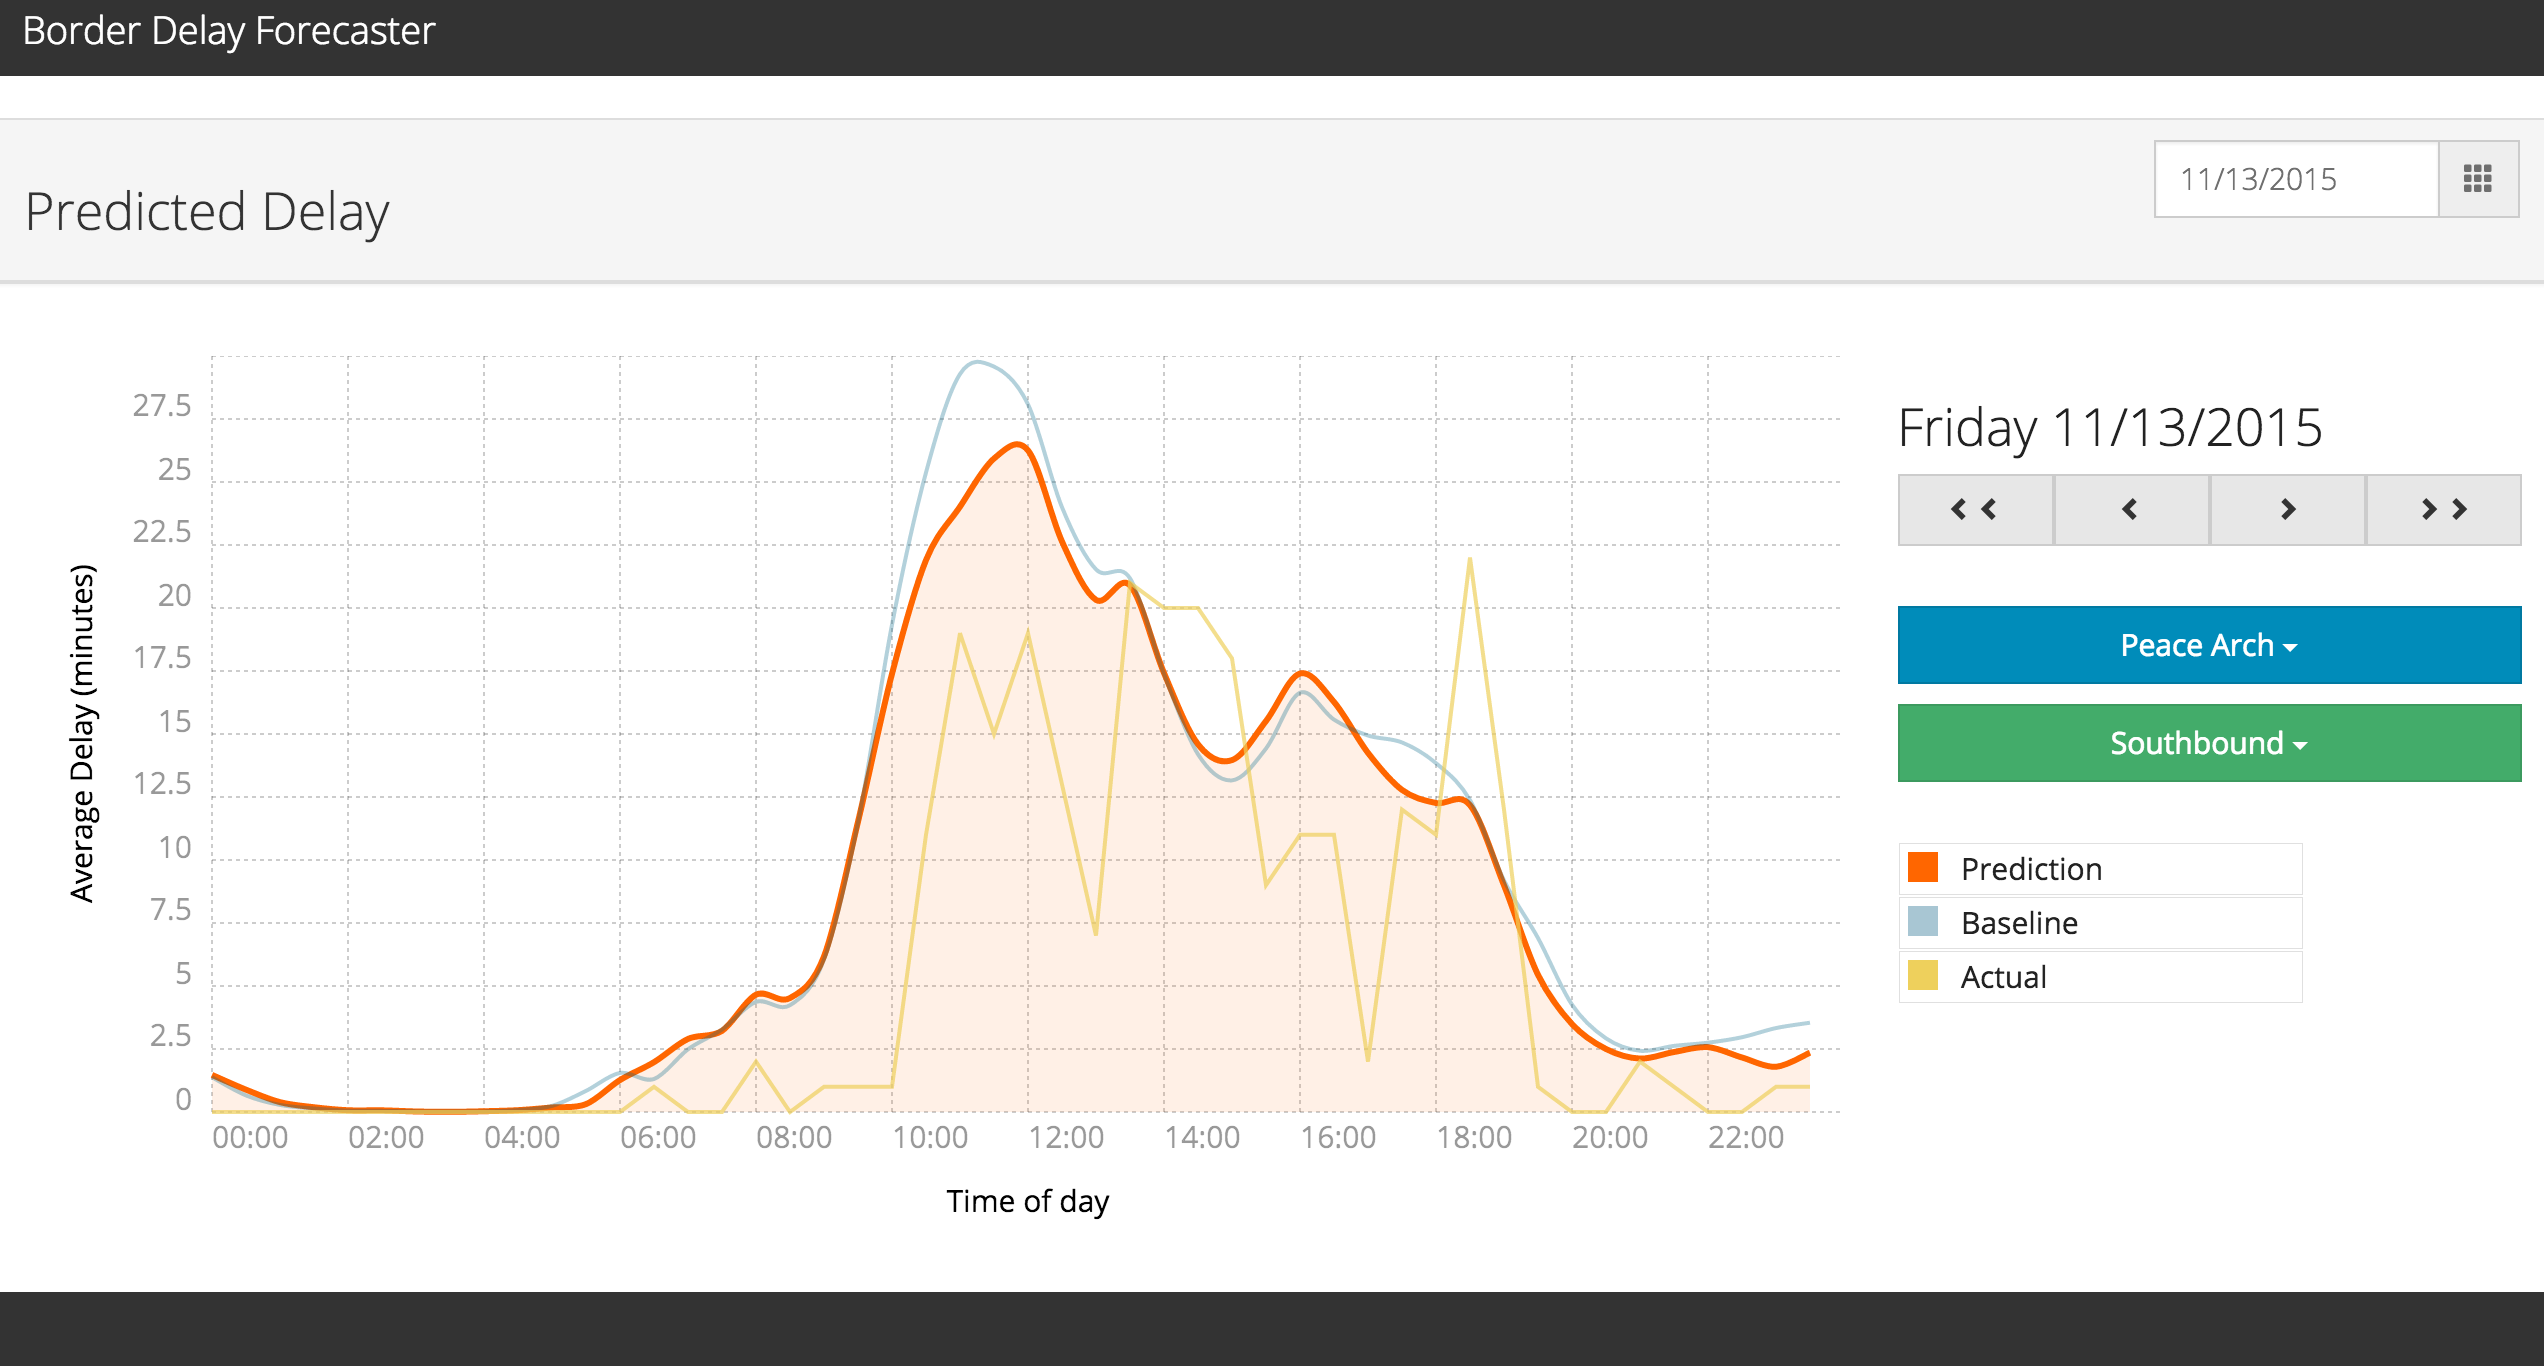 Border Delay Forecaster
Predicted Delay
11/13/2015
27.5
25
22.5
20
17.5
15
12.5
10
7.5
5
2.5
0
Average Delay (minutes)
00:00 02:00 04:00 06:00 08:00 10:00 12:00 14:00 16:00 18:00 20:00 22:00
Time of day
Friday 11/13/2015
Peace Arch
Southbound
Prediction
Baseline
Actual